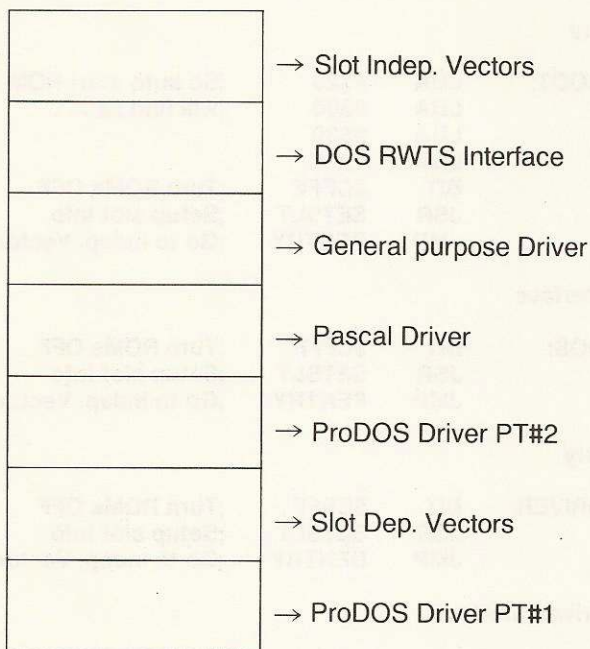 → Slot Indep. Vectors
→ DOS RWTS Interface
→ General purpose Driver
→ Pascal Driver
→ ProDOS Driver PT#2
→ Slot Dep. Vectors
→ ProDOS Driver PT#1